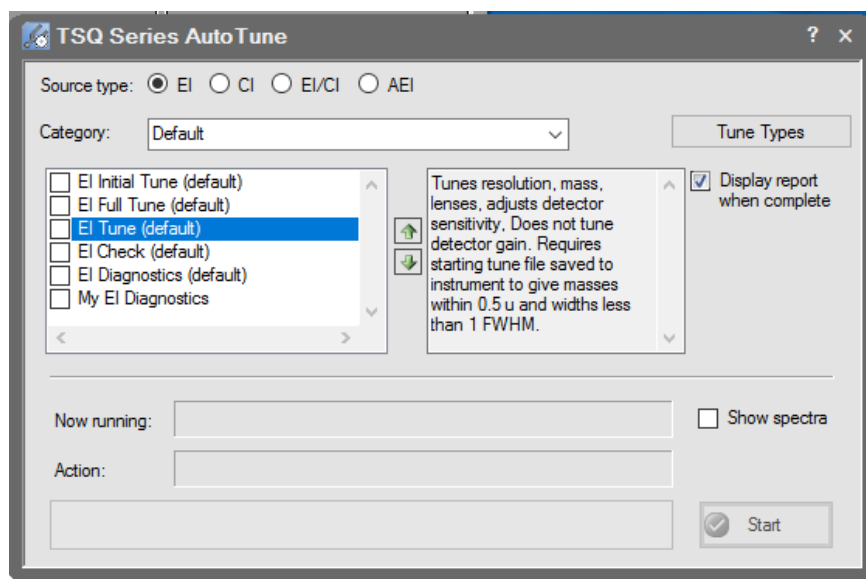 TSQ Series AutoTune
? ×
Source type: EI CI EI/CI AEI
Category: Default Tune Types
EI Initial Tune (default)
EI Full Tune (default)
EI Tune (default)
EI Check (default)
EI Diagnostics (default)
My EI Diagnostics
Tunes resolution, mass,
lenses, adjusts detector
sensitivity, Does not tune
detector gain. Requires
starting tune file saved to
instrument to give masses
within 0.5 u and widths less
than 1 FWHM.
Display report
when complete
Now running:
Show spectra
Action:
Start